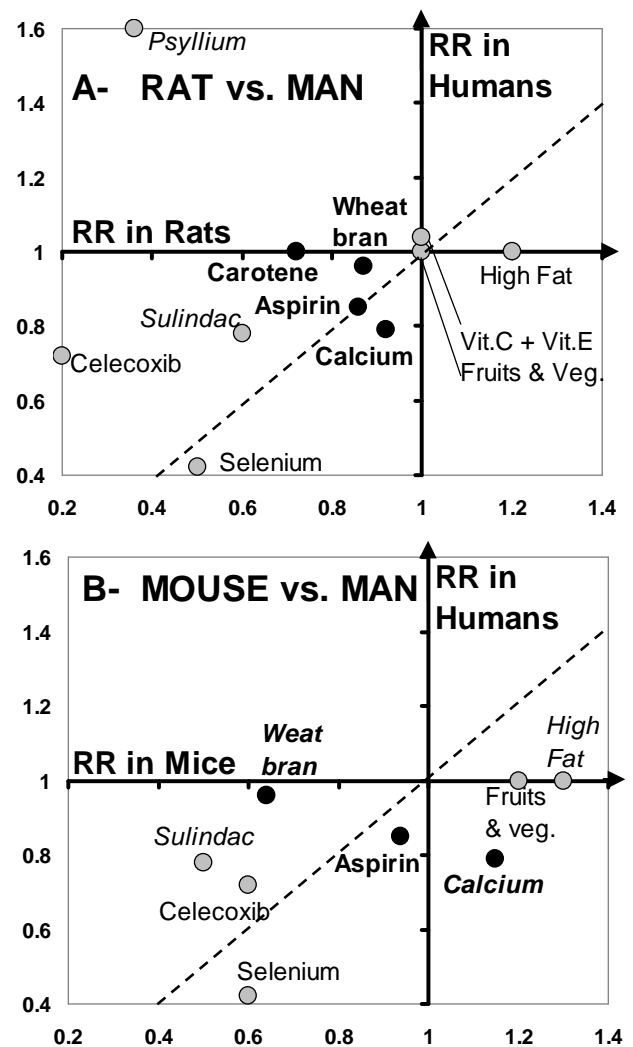 1.6
Psyllium
RR in
Humans
A- RAT vs. MAN
1.4
1.2
Wheat
bran
RR in Rats
1
Carotene
High Fat
Aspirin
Sulindac
0.8
Calcium
Vit.C + Vit.E
Celecoxib
Fruits & Veg.
0.6
Selenium
0.4
0.2 0.4 0.6 0.8 1 1.2 1.4
1.6
B- MOUSE vs. MAN
RR in
Humans
1.4
1.2
Weat
bran
High
Fat
RR in Mice
1
Fruits
& veg.
Sulindac
0.8
Aspirin
Calcium
Celecoxib
0.6
Selenium
0.4
0.2 0.4 0.6 0.8 1 1.2 1.4